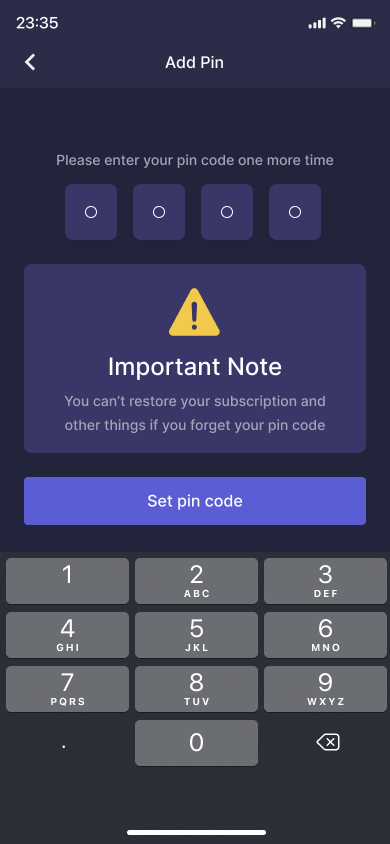 23:35
Add Pin
Please enter your pin code one more time
Important Note
You can’t restore your subscription and
other things if you forget your pin code
Set pin code
1 2 3
ABC DEF
4 5 6
GHI JKL MNO
7 8 9
PQRS TUV WXYZ
. 0